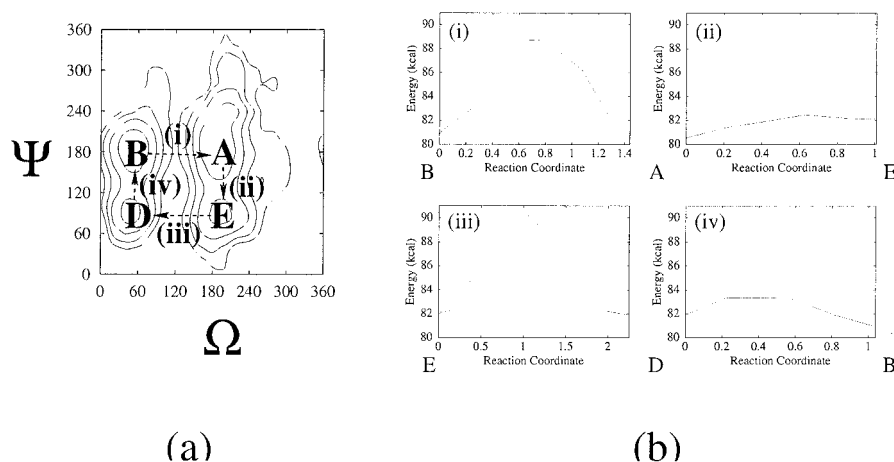 Ψ
360
300
240
180
120
60
0
0 60 120 180 240 300 360
Ω
B (i) A
(iv) (ii)
D (iii) E
(a)
(i)
Energy (kcal)
90
88
86
84
82
80
0 0.2 0.4 0.6 0.8 1 1.2 1.4
Reaction Coordinate
B
(ii)
Energy (kcal)
90
88
86
84
82
80
0 0.2 0.4 0.6 0.8 1
Reaction Coordinate
A E
(iii)
Energy (kcal)
90
88
86
84
82
80
0 0.5 1 1.5 2
Reaction Coordinate
E
(iv)
Energy (kcal)
90
88
86
84
82
80
0 0.2 0.4 0.6 0.8 1
Reaction Coordinate
D B
(b)